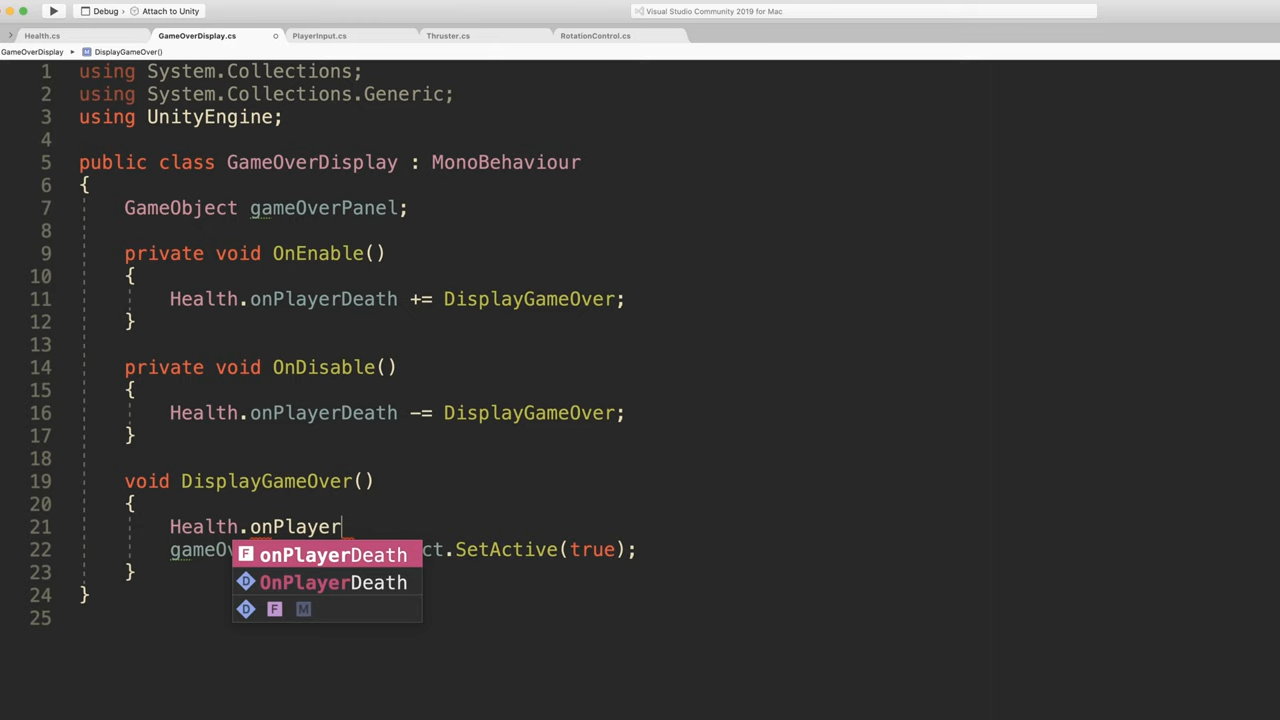 Debug › Attach to Unity
Visual Studio Community 2019 for Mac
Health.cs
GameOverDisplay.cs
PlayerInput.cs
Thruster.cs
RotationControl.cs
GameOverDisplay
M DisplayGameOver()
1 using System.Collections;
2 using System.Collections.Generic;
3 using UnityEngine;
4
5 public class GameOverDisplay : MonoBehaviour
6 {
7 GameObject gameOverPanel;
8
9 private void OnEnable()
10 {
11 Health.onPlayerDeath += DisplayGameOver;
12 }
13
14 private void OnDisable()
15 {
16 Health.onPlayerDeath -= DisplayGameOver;
17 }
18
19 void DisplayGameOver()
20 {
21 Health.onPlayer
22 gameO ct.SetActive(true);
F onPlayerDeath
23 }
D OnPlayerDeath
24 }
D F M
25